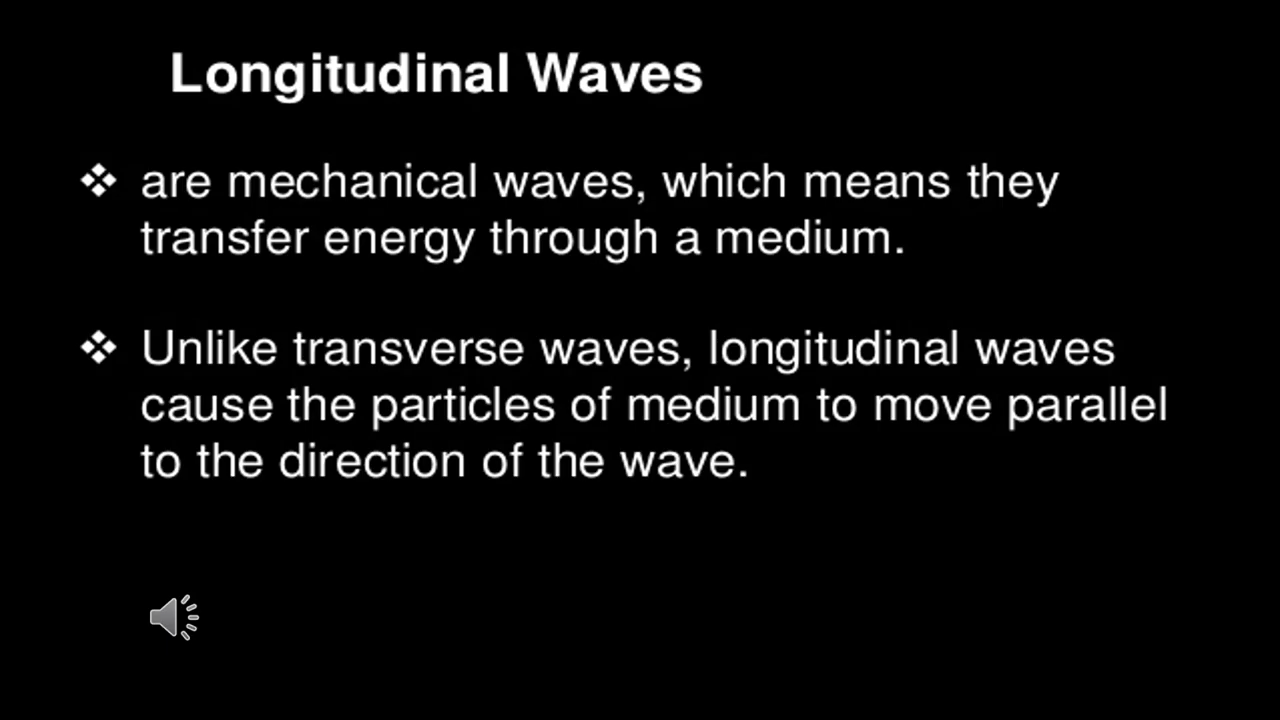 Longitudinal Waves
❖ are mechanical waves, which means they
transfer energy through a medium.
❖ Unlike transverse waves, longitudinal waves
cause the particles of medium to move parallel
to the direction of the wave.